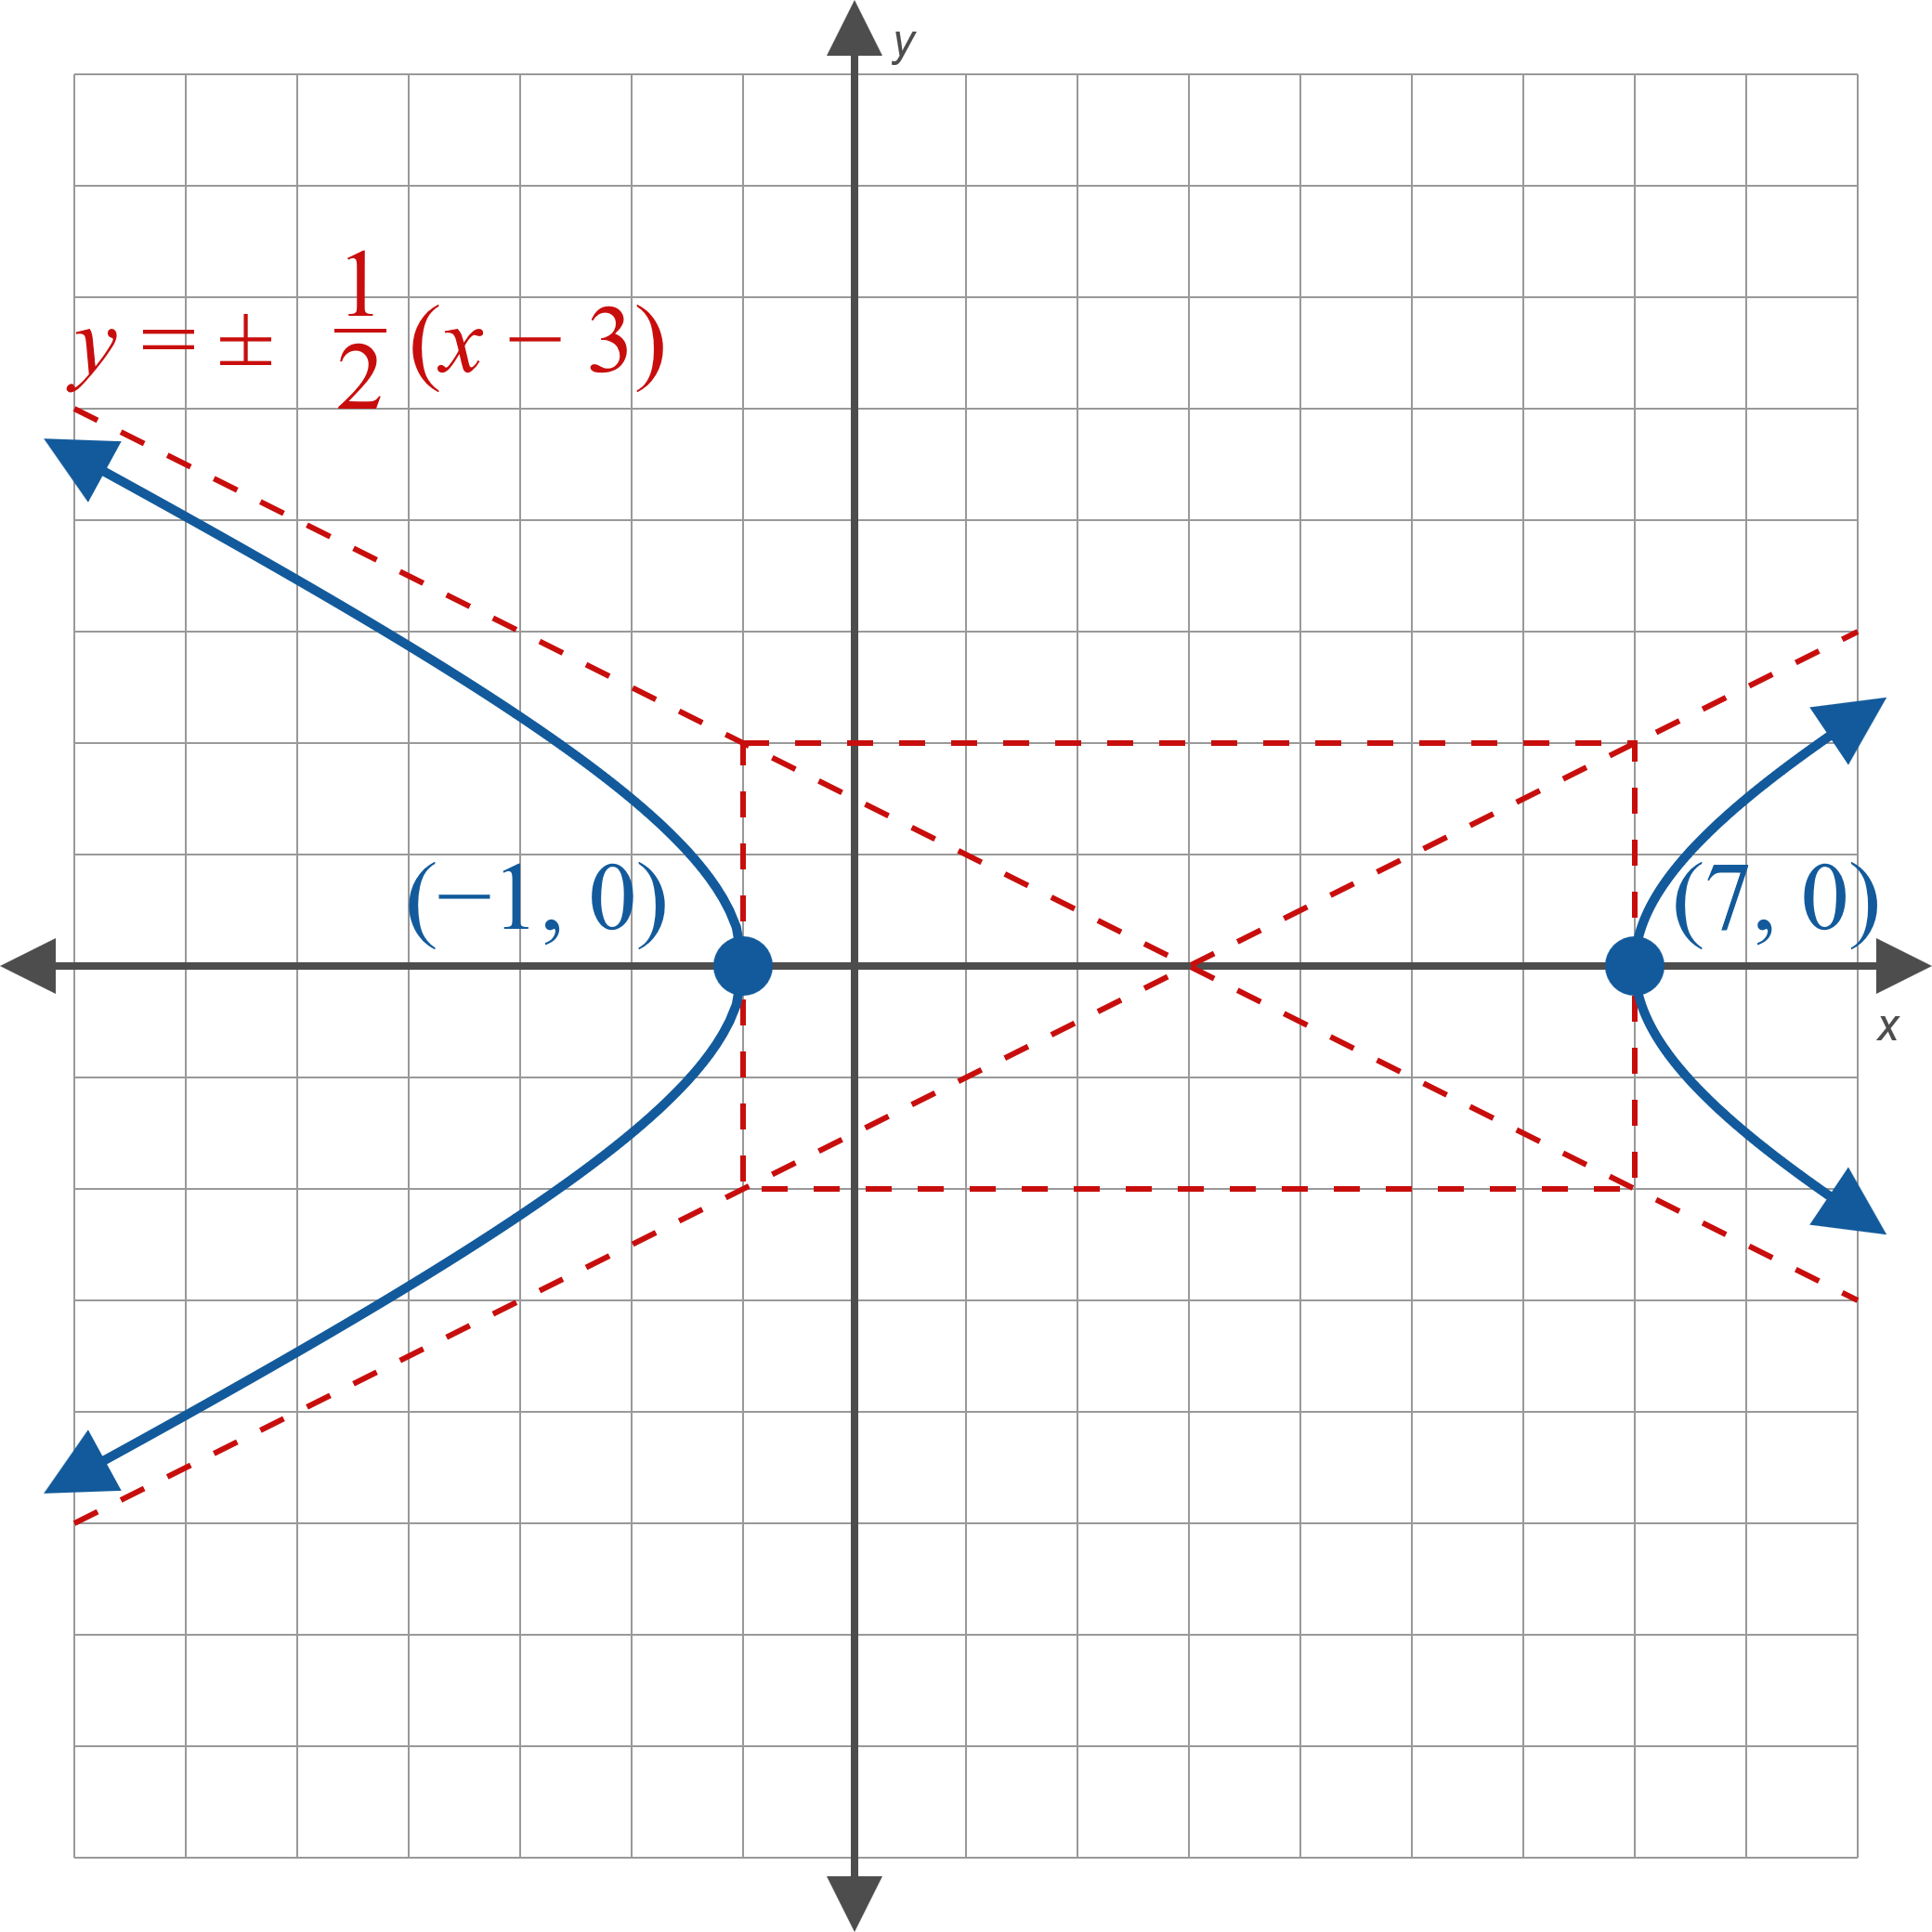 y
y = ± 1/2 (x − 3)
(−1, 0)
(7, 0)
x